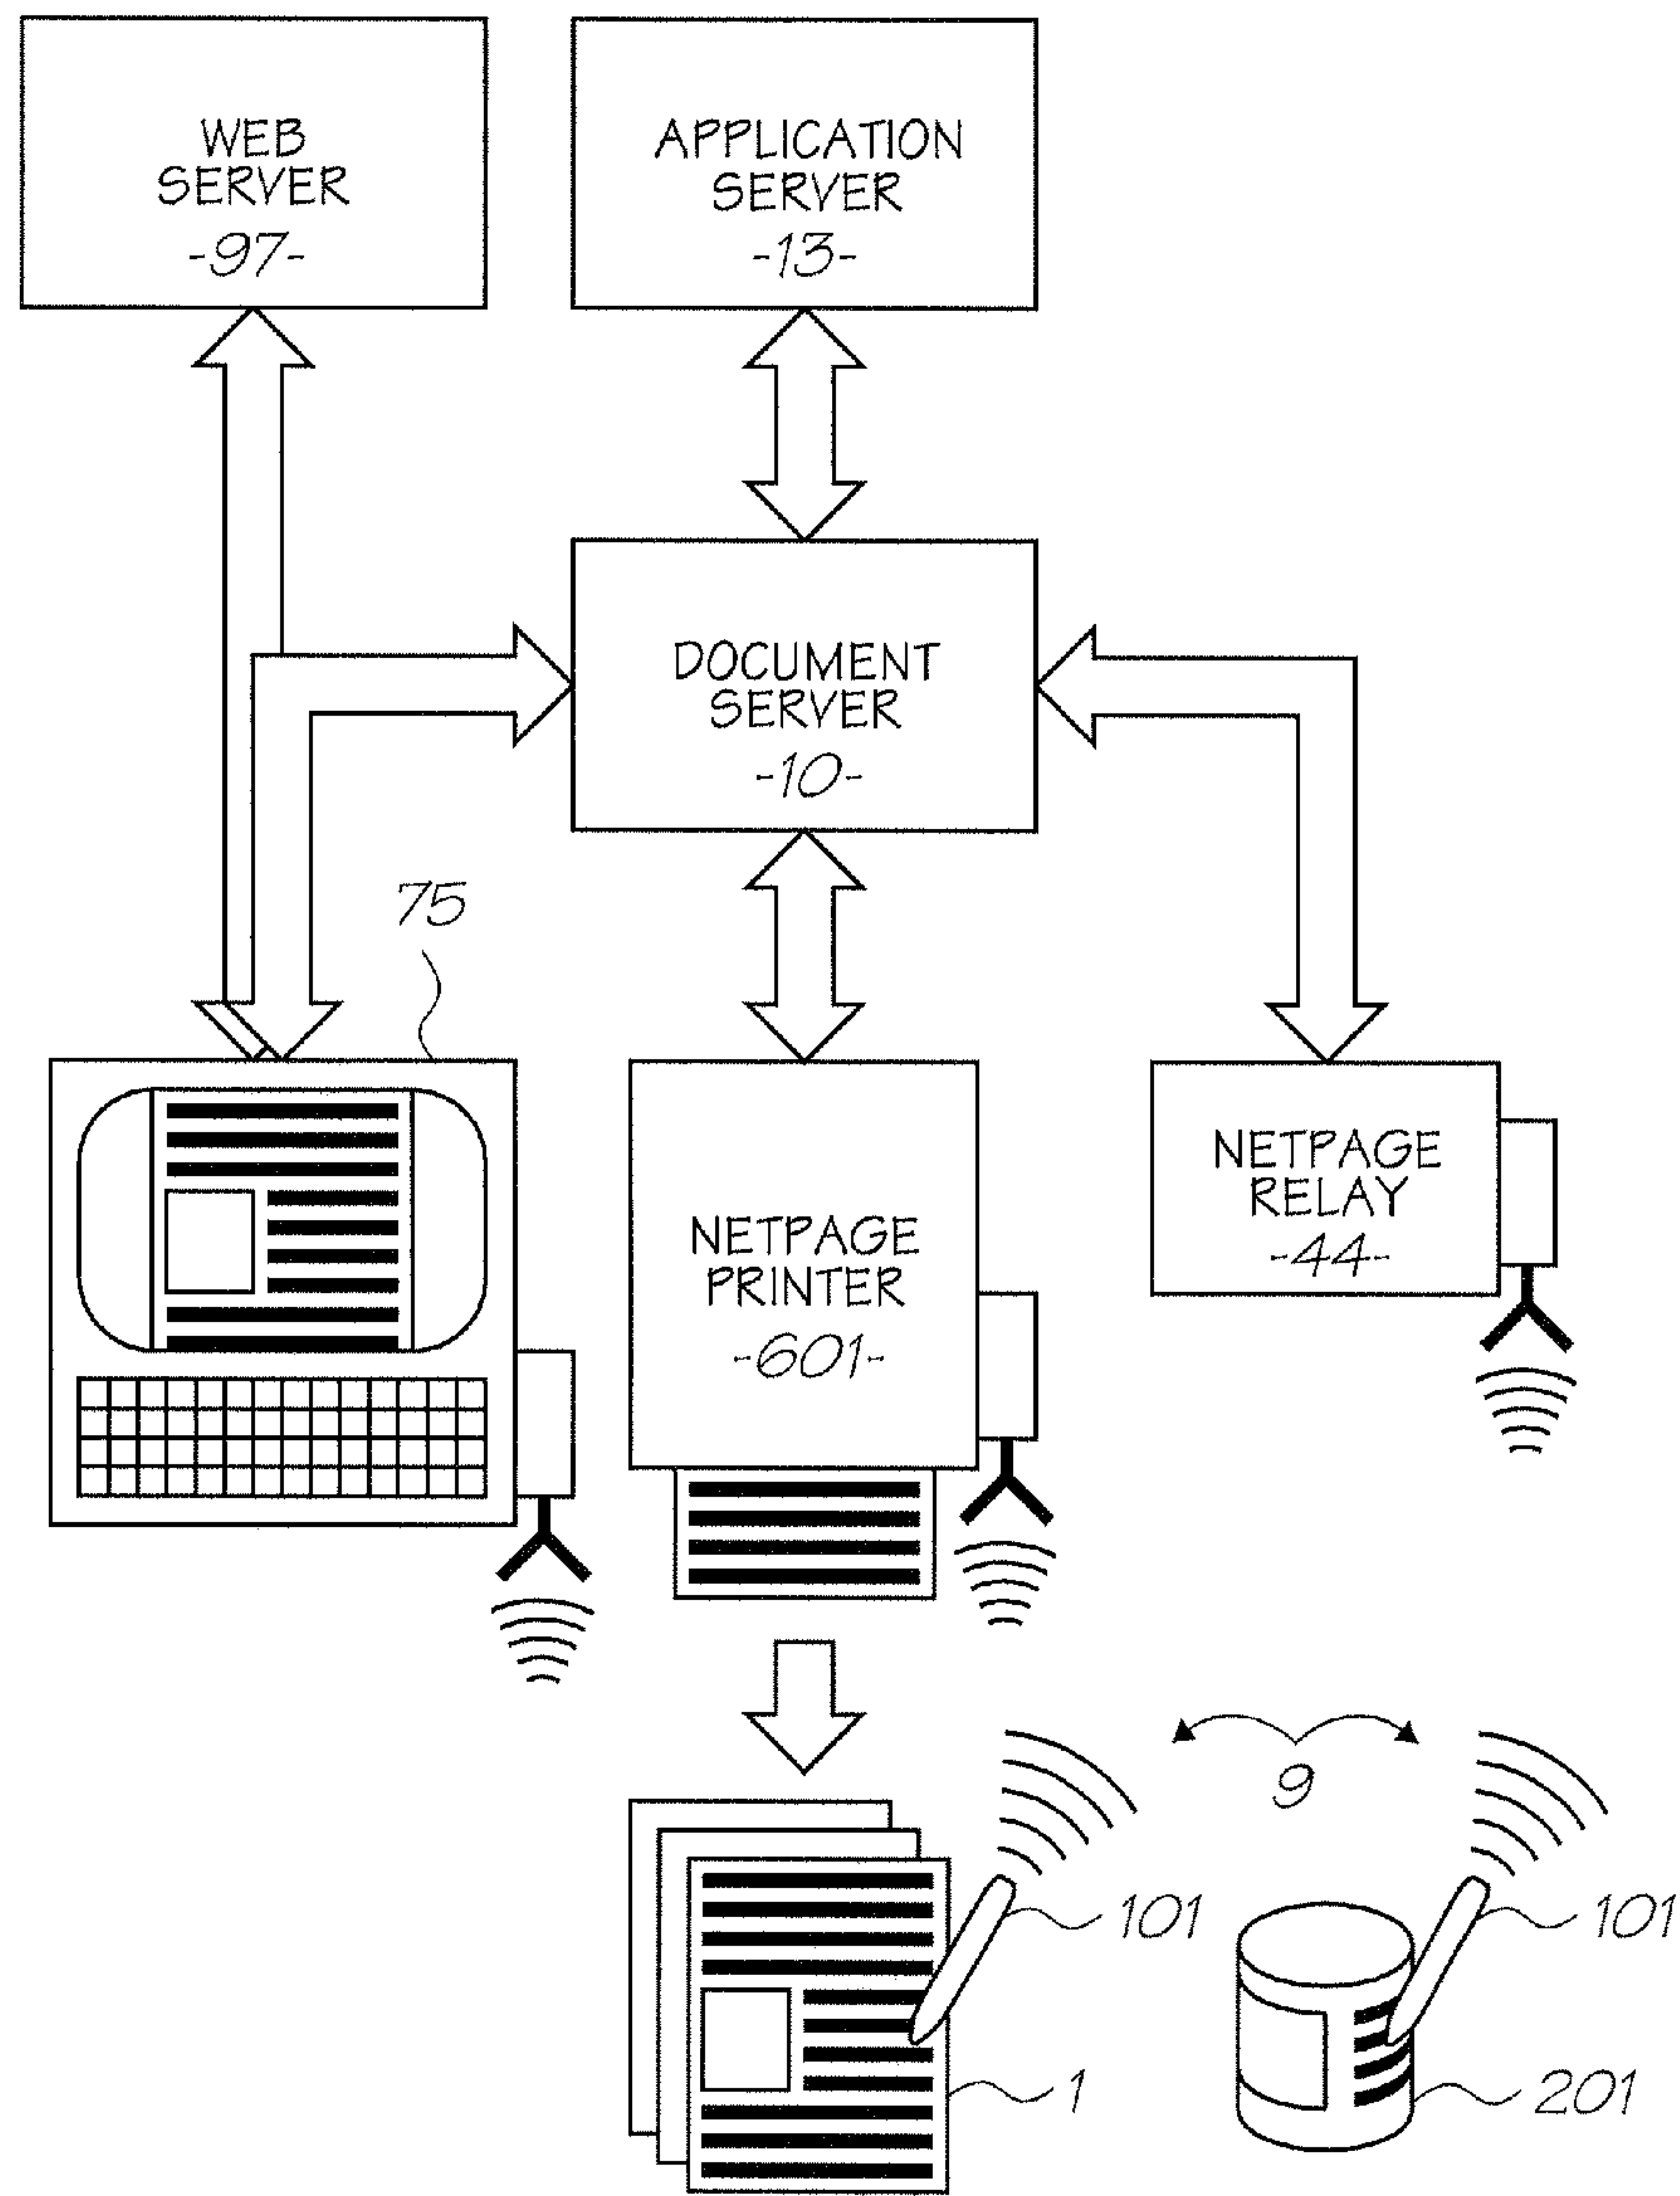 WEB
SERVER
-97-
APPLICATION
SERVER
-13-
DOCUMENT
SERVER
-10-
75
NETPAGE
PRINTER
-601-
NETPAGE
RELAY
-44-
9
101
101
1
201